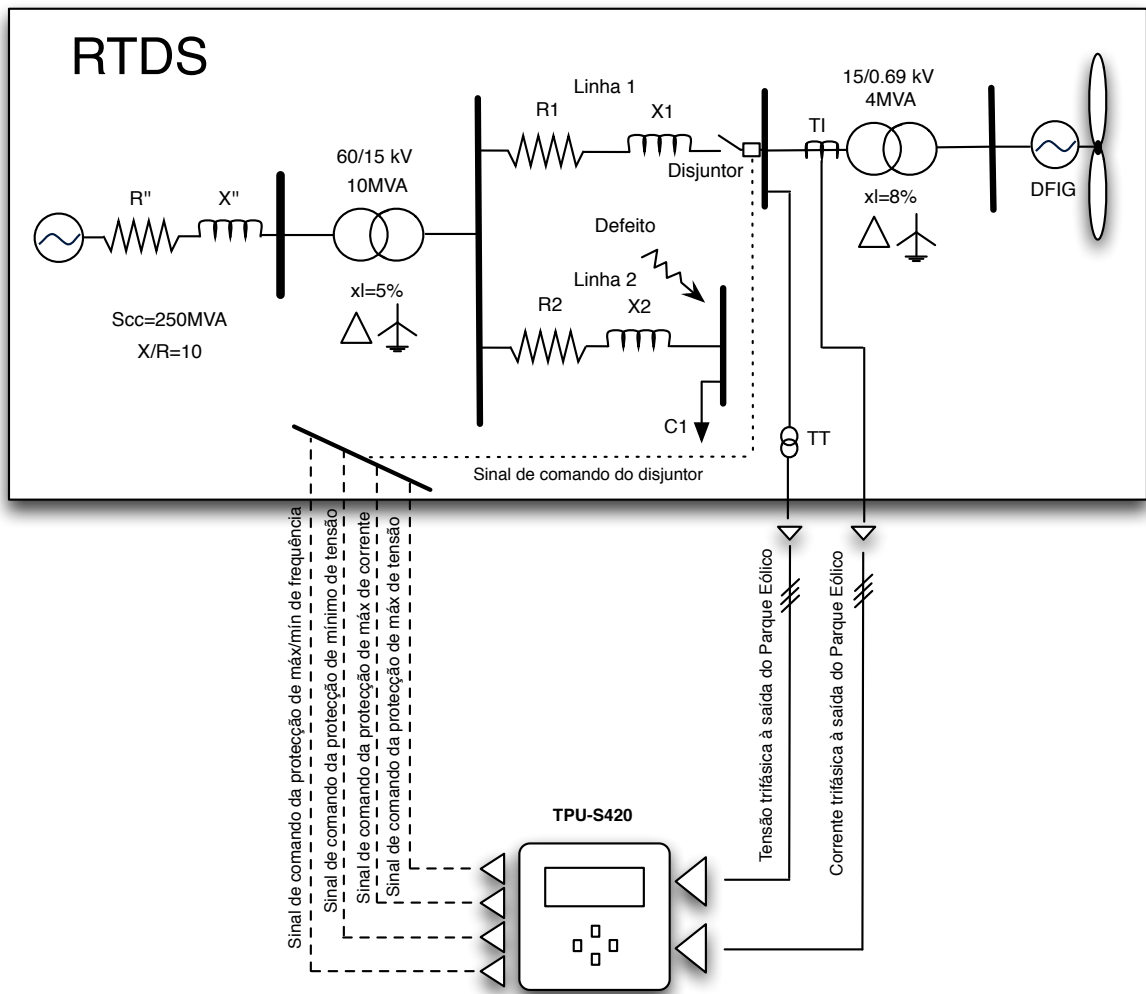 RTDS
15/0.69 kV
4MVA
Linha 1
R1
X1
TI
60/15 kV
10MVA
Disjuntor
DFIG
R"
X"
xl=8%
Defeito
Linha 2
xl=5%
R2
X2
Scc=250MVA
X/R=10
C1
TT
Sinal de comando do disjuntor
Sinal de comando da protecção de máx/mín de frequência
Sinal de comando da protecção de mínimo de tensão
Sinal de comando da protecção de máx de corrente
Sinal de comando da protecção de máx de tensão
Tensão trifásica à saída do Parque Eólico
Corrente trifásica à saída do Parque Eólico
TPU-S420